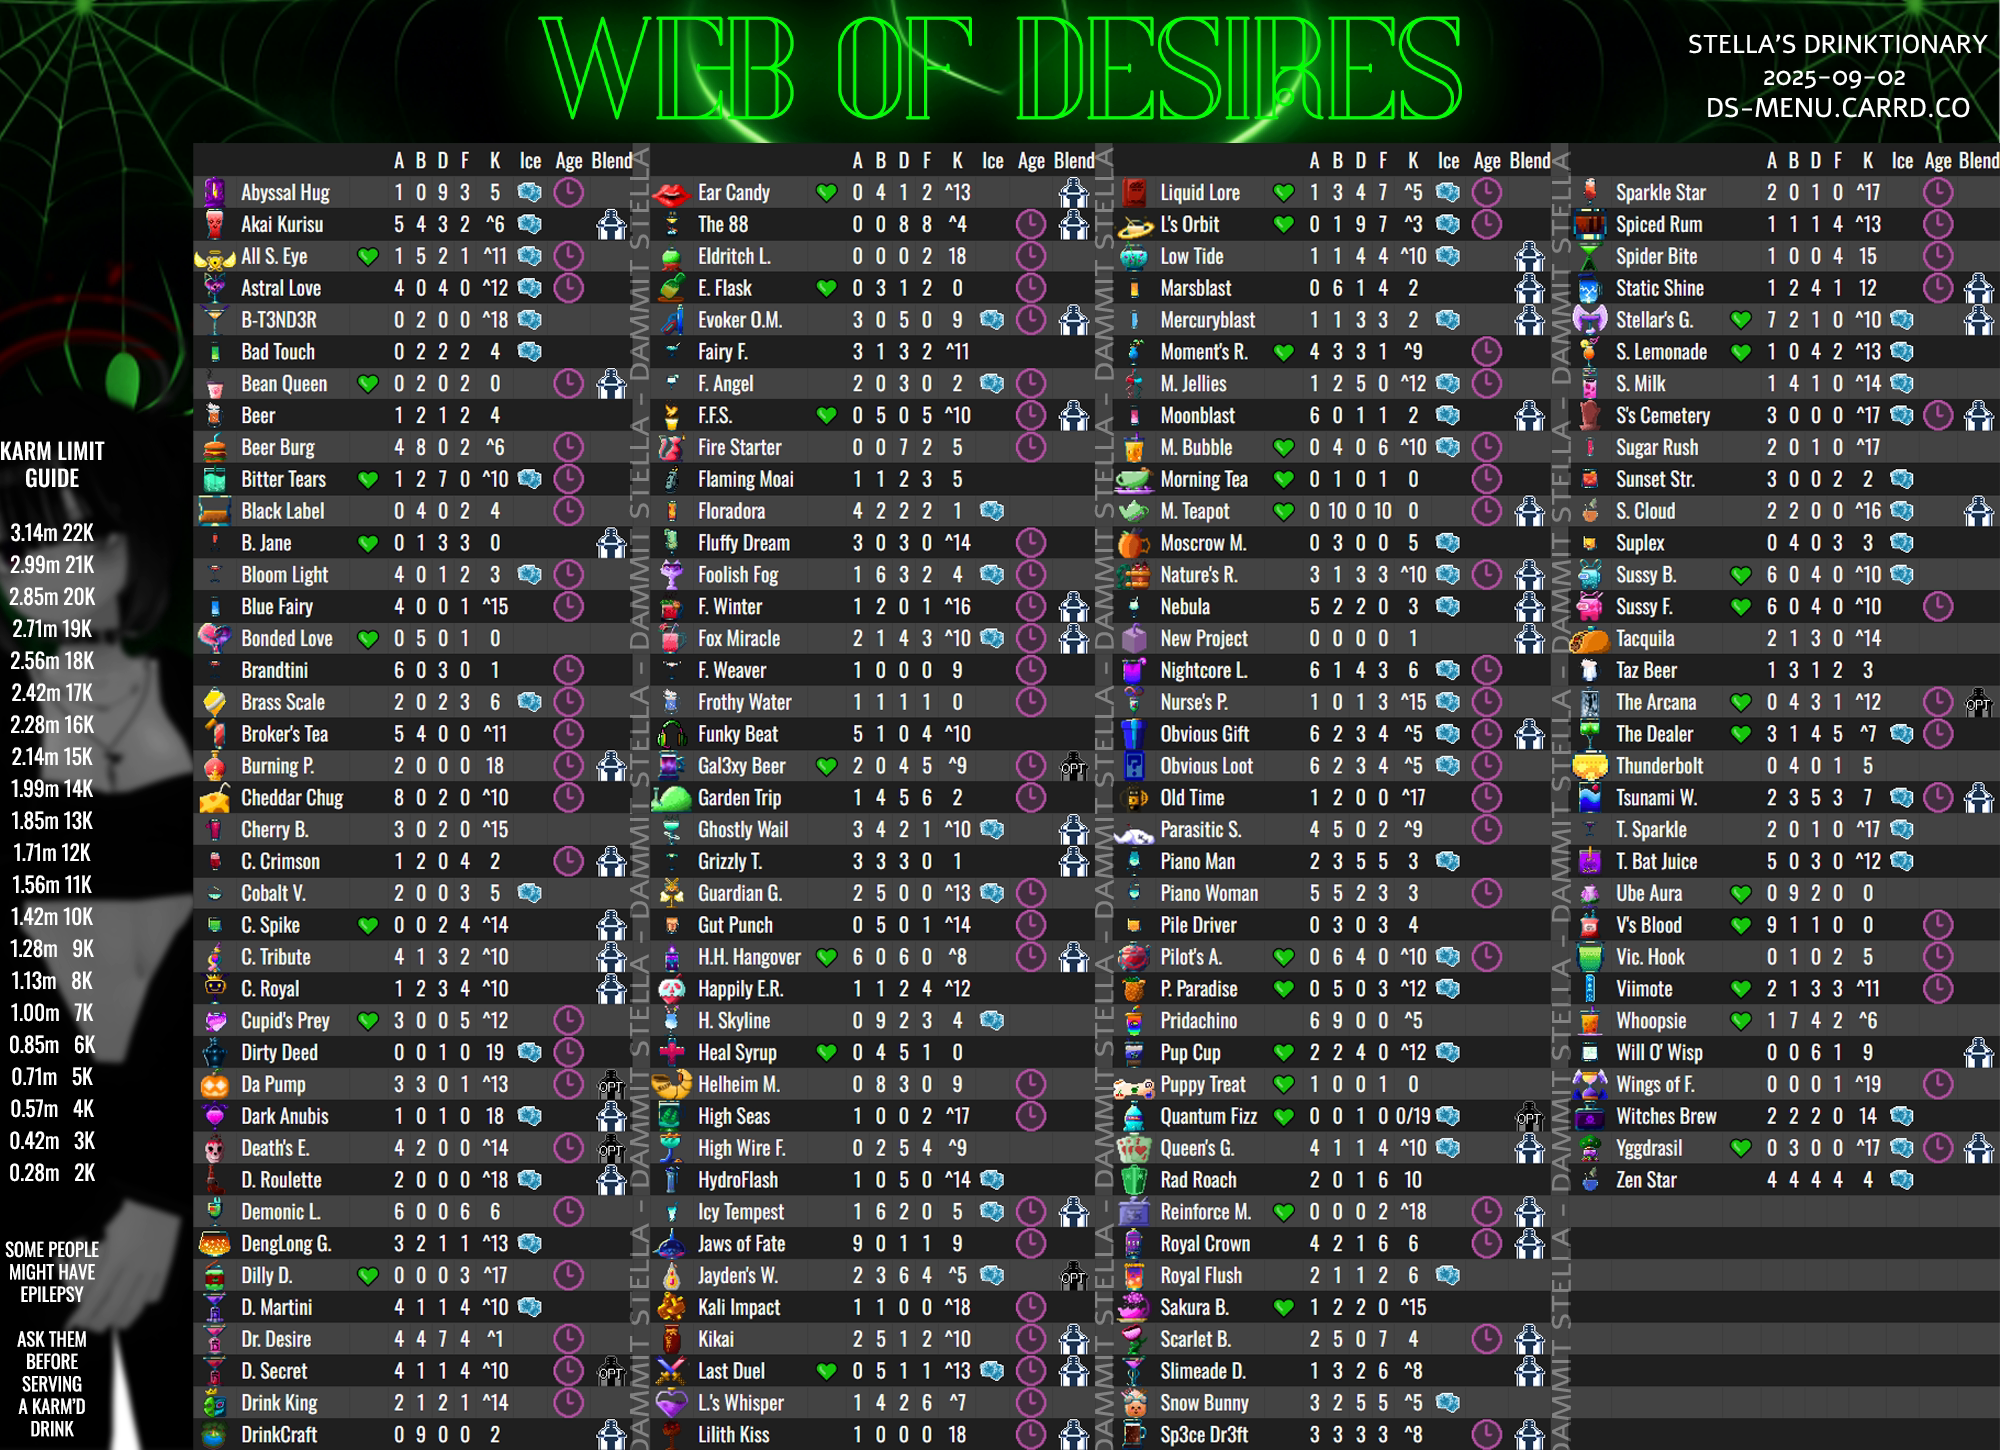 WEB OF DESIRES
STELLA'S DRINKTIONARY
2025-09-02
DS-MENU.CARRD.CO
KARM LIMIT
GUIDE
3.14m 22K
2.99m 21K
2.85m 20K
2.71m 19K
2.56m 18K
2.42m 17K
2.28m 16K
2.14m 15K
1.99m 14K
1.85m 13K
1.71m 12K
1.56m 11K
1.42m 10K
1.28m 9K
1.13m 8K
1.00m 7K
0.85m 6K
0.71m 5K
0.57m 4K
0.42m 3K
0.28m 2K
SOME PEOPLE
MIGHT HAVE
EPILEPSY
ASK THEM
BEFORE
SERVING
A KARM'D
DRINK
A B D F K Ice Age Blend
Abyssal Hug 1 0 9 3 5
Akai Kurisu 5 4 3 2 ^6
All S. Eye 1 5 2 1 ^11
Astral Love 4 0 4 0 ^12
B-T3ND3R 0 2 0 0 ^18
Bad Touch 0 2 2 2 4
Bean Queen 0 2 0 2 0
Beer 1 2 1 2 4
Beer Burg 4 8 0 2 ^6
Bitter Tears 1 2 7 0 ^10
Black Label 0 4 0 2 4
B. Jane 0 1 3 3 0
Bloom Light 4 0 1 2 3
Blue Fairy 4 0 0 1 ^15
Bonded Love 0 5 0 1 0
Brandtini 6 0 3 0 1
Brass Scale 2 0 2 3 6
Broker's Tea 5 4 0 0 ^11
Burning P. 2 0 0 0 18
Cheddar Chug 8 0 2 0 ^10
Cherry B. 3 0 2 0 ^15
C. Crimson 1 2 0 4 2
Cobalt V. 2 0 0 3 5
C. Spike 0 0 2 4 ^14
C. Tribute 4 1 3 2 ^10
C. Royal 1 2 3 4 ^10
Cupid's Prey 3 0 0 5 ^12
Dirty Deed 0 0 1 0 19
Da Pump 3 3 0 1 ^13 OPT
Dark Anubis 1 0 1 0 18
Death's E. 4 2 0 0 ^14 OPT
D. Roulette 2 0 0 0 ^18
Demonic L. 6 0 0 6 6
DengLong G. 3 2 1 1 ^13
Dilly D. 0 0 0 3 ^17
D. Martini 4 1 1 4 ^10
Dr. Desire 4 4 7 4 ^1
D. Secret 4 1 1 4 ^10 OPT
Drink King 2 1 2 1 ^14
DrinkCraft 0 9 0 0 2
DAMMIT STELLA - DAMMIT STELLA - DAMMIT STELLA - DAMMIT STELLA
A B D F K Ice Age Blend
Ear Candy 0 4 1 2 ^13
The 88 0 0 8 8 ^4
Eldritch L. 0 0 0 2 18
E. Flask 0 3 1 2 0
Evoker O.M. 3 0 5 0 9
Fairy F. 3 1 3 2 ^11
F. Angel 2 0 3 0 2
F.F.S. 0 5 0 5 ^10
Fire Starter 0 0 7 2 5
Flaming Moai 1 1 2 3 5
Floradora 4 2 2 2 1
Fluffy Dream 3 0 3 0 ^14
Foolish Fog 1 6 3 2 4
F. Winter 1 2 0 1 ^16
Fox Miracle 2 1 4 3 ^10
F. Weaver 1 0 0 0 9
Frothy Water 1 1 1 1 0
Funky Beat 5 1 0 4 ^10
Gal3xy Beer 2 0 4 5 ^9 OPT
Garden Trip 1 4 5 6 2
Ghostly Wail 3 4 2 1 ^10
Grizzly T. 3 3 3 0 1
Guardian G. 2 5 0 0 ^13
Gut Punch 0 5 0 1 ^14
H.H. Hangover 6 0 6 0 ^8
Happily E.R. 1 1 2 4 ^12
H. Skyline 0 9 2 3 4
Heal Syrup 0 4 5 1 0
Helheim M. 0 8 3 0 9
High Seas 1 0 0 2 ^17
High Wire F. 0 2 5 4 ^9
HydroFlash 1 0 5 0 ^14
Icy Tempest 1 6 2 0 5
Jaws of Fate 9 0 1 1 9
Jayden's W. 2 3 6 4 ^5 OPT
Kali Impact 1 1 0 0 ^18
Kikai 2 5 1 2 ^10
Last Duel 0 5 1 1 ^13
L.'s Whisper 1 4 2 6 ^7
Lilith Kiss 1 0 0 0 18
DAMMIT STELLA - DAMMIT STELLA - DAMMIT STELLA - DAMMIT STELLA
A B D F K Ice Age Blend
Liquid Lore 1 3 4 7 ^5
L's Orbit 0 1 9 7 ^3
Low Tide 1 1 4 4 ^10
Marsblast 0 6 1 4 2
Mercuryblast 1 1 3 3 2
Moment's R. 4 3 3 1 ^9
M. Jellies 1 2 5 0 ^12
Moonblast 6 0 1 1 2
M. Bubble 0 4 0 6 ^10
Morning Tea 0 1 0 1 0
M. Teapot 0 10 0 10 0
Moscrow M. 0 3 0 0 5
Nature's R. 3 1 3 3 ^10
Nebula 5 2 2 0 3
New Project 0 0 0 0 1
Nightcore L. 6 1 4 3 6
Nurse's P. 1 0 1 3 ^15
Obvious Gift 6 2 3 4 ^5
Obvious Loot 6 2 3 4 ^5
Old Time 1 2 0 0 ^17
Parasitic S. 4 5 0 2 ^9
Piano Man 2 3 5 5 3
Piano Woman 5 5 2 3 3
Pile Driver 0 3 0 3 4
Pilot's A. 0 6 4 0 ^10
P. Paradise 0 5 0 3 ^12
Pridachino 6 9 0 0 ^5
Pup Cup 2 2 4 0 ^12
Puppy Treat 1 0 0 1 0
Quantum Fizz 0 0 1 0 0/19 OPT
Queen's G. 4 1 1 4 ^10
Rad Roach 2 0 1 6 10
Reinforce M. 0 0 0 2 ^18
Royal Crown 4 2 1 6 6
Royal Flush 2 1 1 2 6
Sakura B. 1 2 2 0 ^15
Scarlet B. 2 5 0 7 4
Slimeade D. 1 3 2 6 ^8
Snow Bunny 3 2 5 5 ^5
Sp3ce Dr3ft 3 3 3 3 ^8
DAMMIT STELLA - DAMMIT STELLA - DAMMIT STELLA - DAMMIT STELLA
A B D F K Ice Age Blend
Sparkle Star 2 0 1 0 ^17
Spiced Rum 1 1 1 4 ^13
Spider Bite 1 0 0 4 15
Static Shine 1 2 4 1 12
Stellar's G. 7 2 1 0 ^10
S. Lemonade 1 0 4 2 ^13
S. Milk 1 4 1 0 ^14
S's Cemetery 3 0 0 0 ^17
Sugar Rush 2 0 1 0 ^17
Sunset Str. 3 0 0 2 2
S. Cloud 2 2 0 0 ^16
Suplex 0 4 0 3 3
Sussy B. 6 0 4 0 ^10
Sussy F. 6 0 4 0 ^10
Tacquila 2 1 3 0 ^14
Taz Beer 1 3 1 2 3
The Arcana 0 4 3 1 ^12 OPT
The Dealer 3 1 4 5 ^7
Thunderbolt 0 4 0 1 5
Tsunami W. 2 3 5 3 7
T. Sparkle 2 0 1 0 ^17
T. Bat Juice 5 0 3 0 ^12
Ube Aura 0 9 2 0 0
V's Blood 9 1 1 0 0
Vic. Hook 0 1 0 2 5
Viimote 2 1 3 3 ^11
Whoopsie 1 7 4 2 ^6
Will O' Wisp 0 0 6 1 9
Wings of F. 0 0 0 1 ^19
Witches Brew 2 2 2 0 14
Yggdrasil 0 3 0 0 ^17
Zen Star 4 4 4 4 4